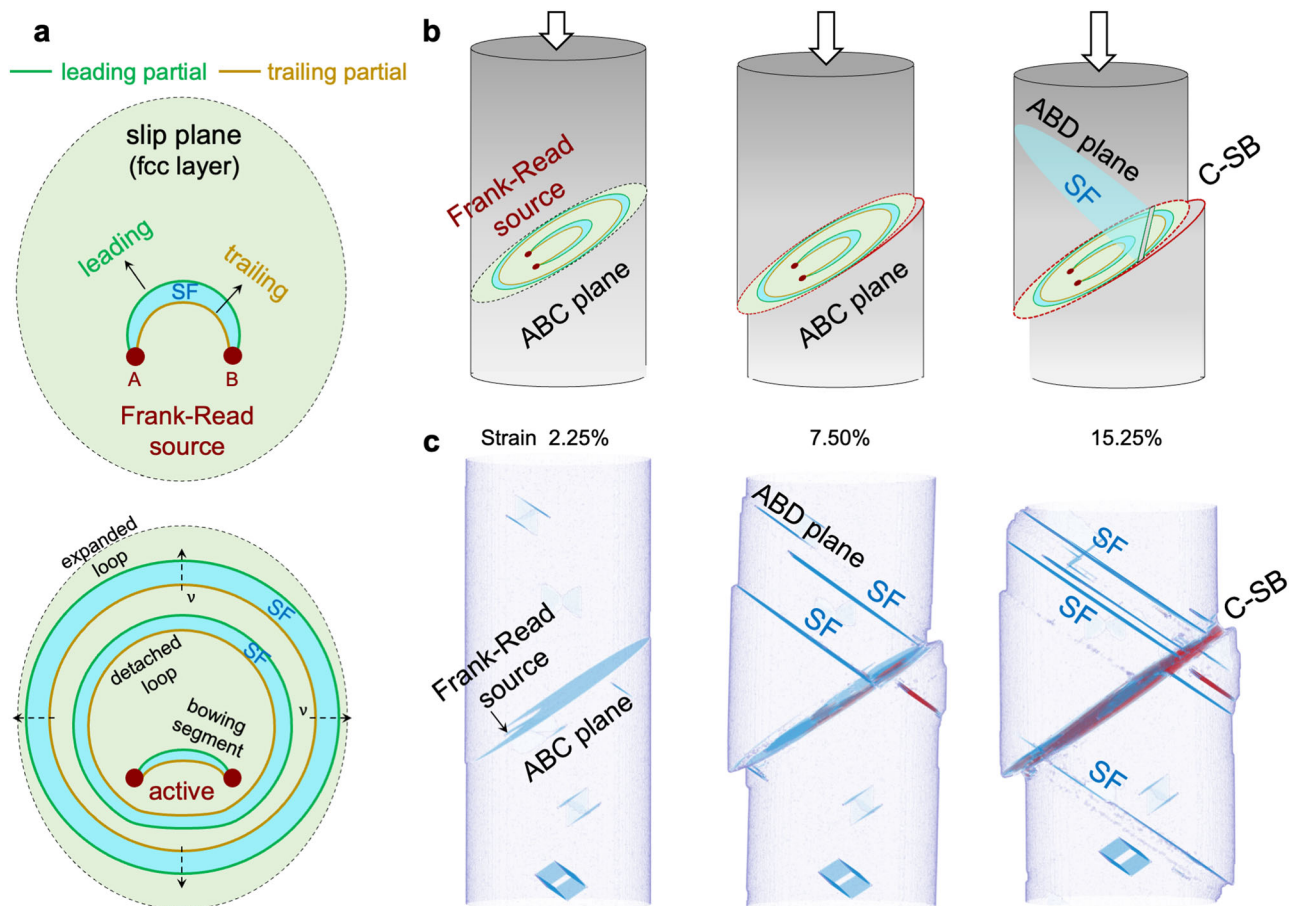 a
leading partial
trailing partial
slip plane
(fcc layer)
leading
trailing
SF
A
B
Frank-Read
source
expanded
loop
ν
SF
SF
detached
loop
ν
bowing
segment
active
b
Frank-Read
source
ABC plane
ABC plane
ABD plane
SF
C-SB
c
Strain 2.25%
7.50%
15.25%
Frank-Read
source
ABC plane
ABD plane
SF
SF
SF
SF
C-SB
SF